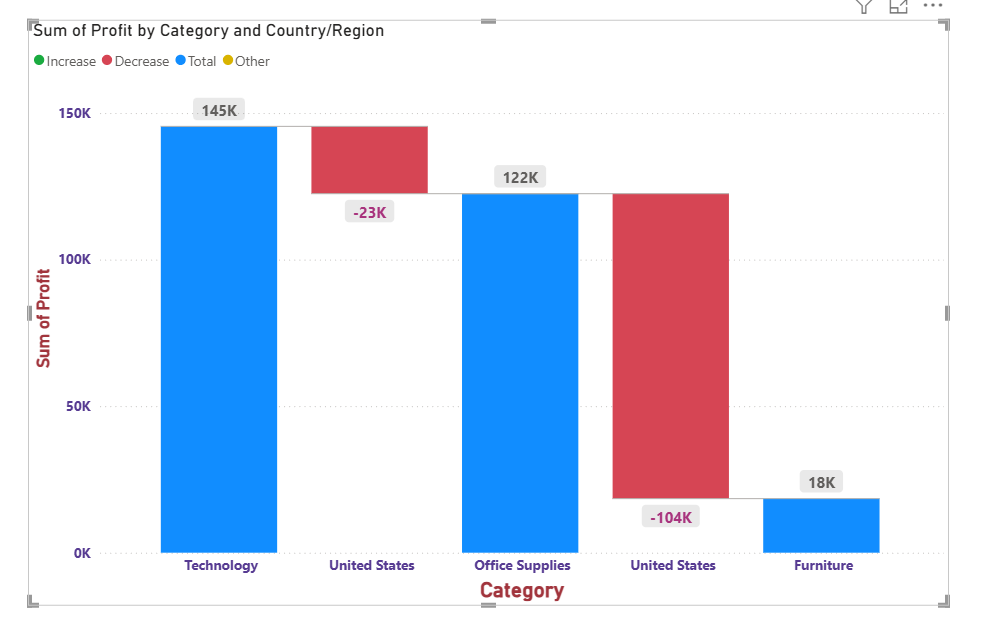 Sum of Profit by Category and Country/Region
Increase Decrease Total Other
150K
100K
50K
0K
Sum of Profit
145K
-23K
122K
-104K
18K
Technology United States Office Supplies United States Furniture
Category